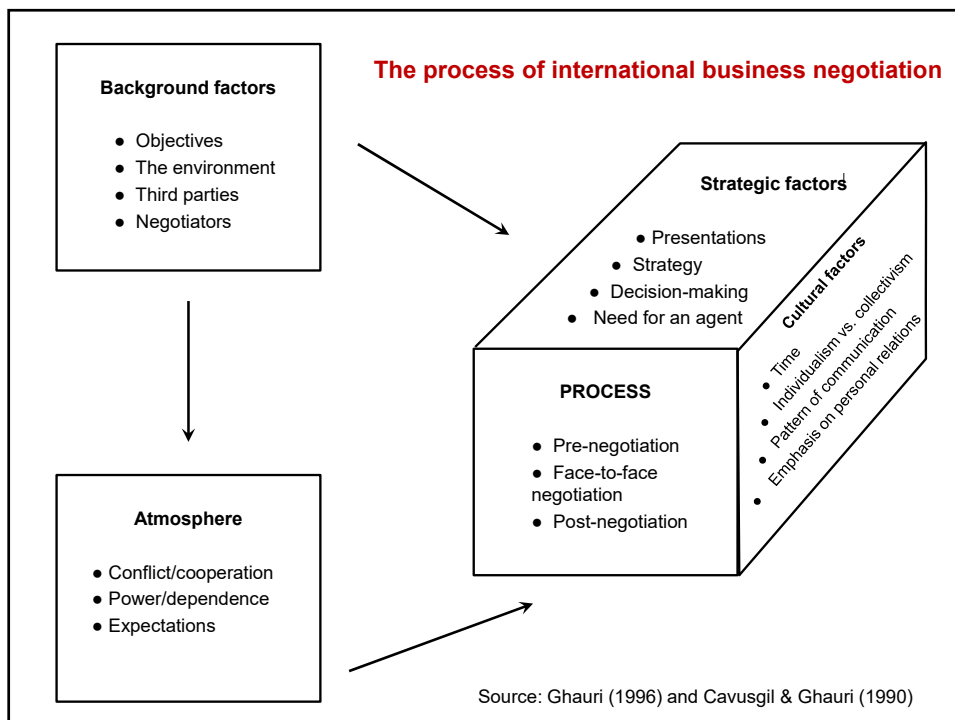 The process of international business negotiation
Background factors
● Objectives
● The environment
● Third parties
● Negotiators
Strategic factors
● Presentations
● Strategy
● Decision-making
● Need for an agent
Cultural factors
● Time
● Individualism vs. collectivism
● Pattern of communication
● Emphasis on personal relations
PROCESS
● Pre-negotiation
● Face-to-face
negotiation
● Post-negotiation
Atmosphere
● Conflict/cooperation
● Power/dependence
● Expectations
Source: Ghauri (1996) and Cavusgil & Ghauri (1990)